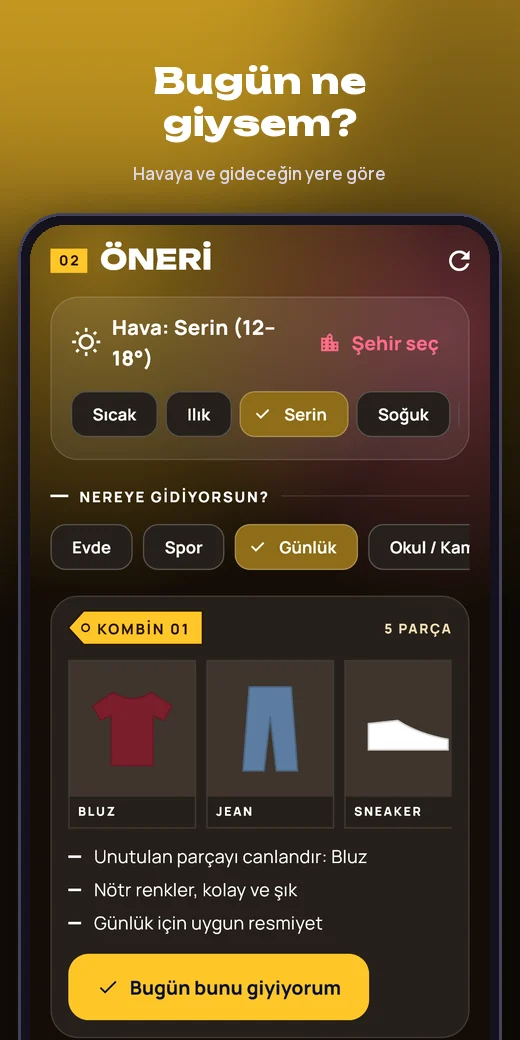 Bugün ne
giysem?
Havaya ve gideceğin yere göre
02 ÖNERİ
Hava: Serin (12–
18°)
Şehir seç
Sıcak Ilık Serin Soğuk
NEREYE GİDİYORSUN?
Evde Spor Günlük Okul / Kam
KOMBİN 01 5 PARÇA
BLUZ JEAN SNEAKER
Unutulan parçayı canlandır: Bluz
Nötr renkler, kolay ve şık
Günlük için uygun resmiyet
Bugün bunu giyiyorum